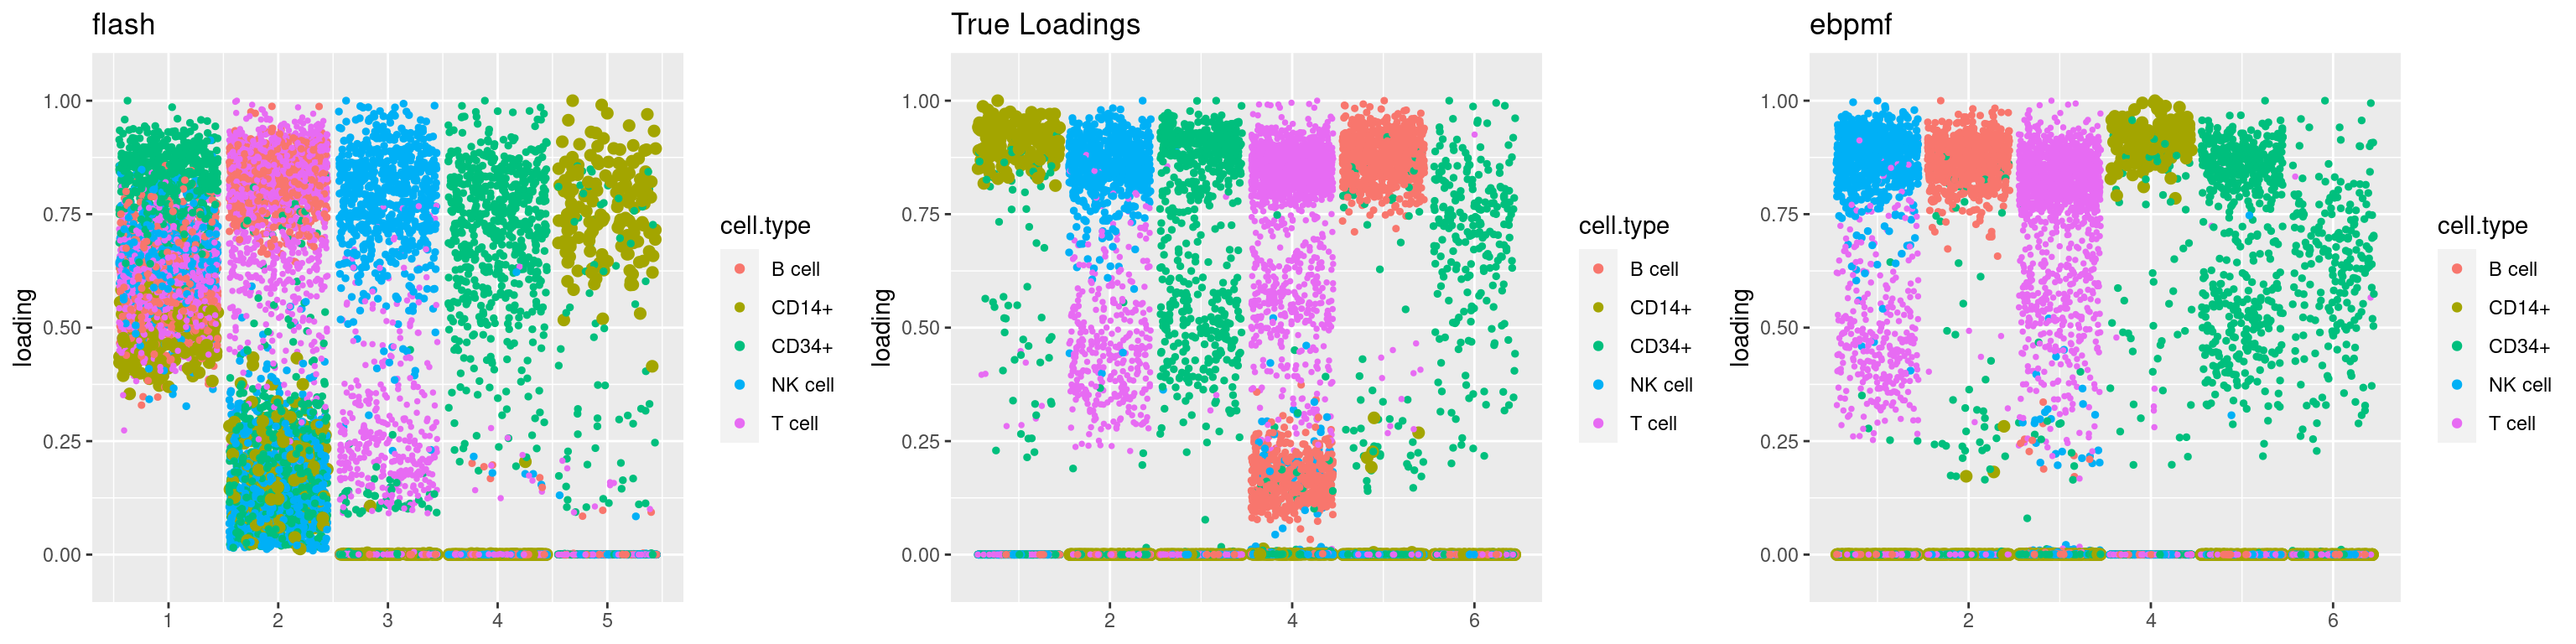 flash
loading
1.00
0.75
0.50
0.25
0.00
1 2 3 4 5
cell.type
B cell
CD14+
CD34+
NK cell
T cell
True Loadings
loading
1.00
0.75
0.50
0.25
0.00
2 4 6
cell.type
B cell
CD14+
CD34+
NK cell
T cell
ebpmf
loading
1.00
0.75
0.50
0.25
0.00
2 4 6
cell.type
B cell
CD14+
CD34+
NK cell
T cell